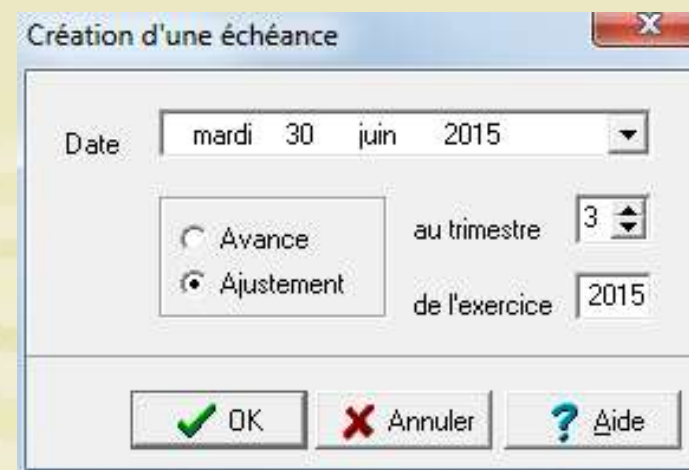 Création d'une échéance
Date mardi 30 juin 2015
Avance
au trimestre 3
Ajustement
de l'exercice 2015
OK Annuler Aide